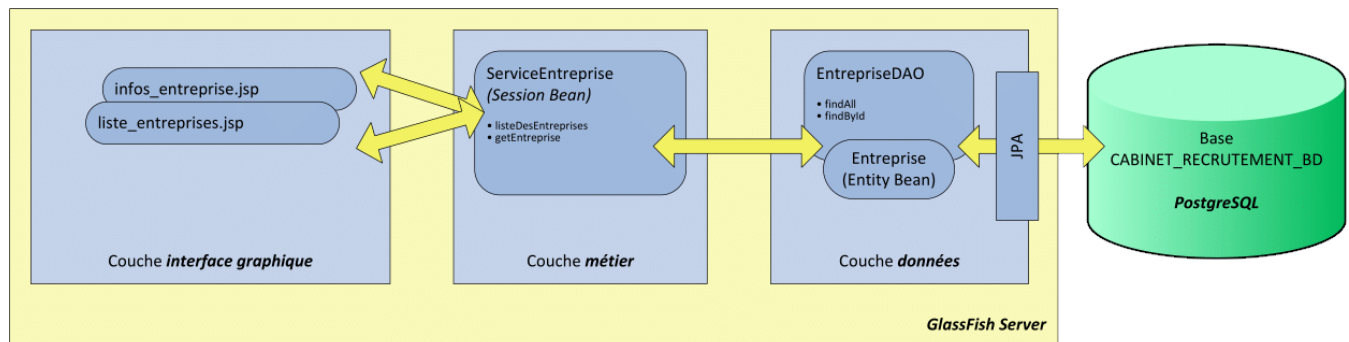 infos_entreprise.jsp
liste_entreprises.jsp
Couche interface graphique
ServiceEntreprise
(Session Bean)
• listeDesEntreprises
• getEntreprise
Couche métier
EntrepriseDAO
• findAll
• findById
Entreprise
(Entity Bean)
Couche données
JPA
Base
CABINET_RECRUTEMENT_BD
PostgreSQL
GlassFish Server